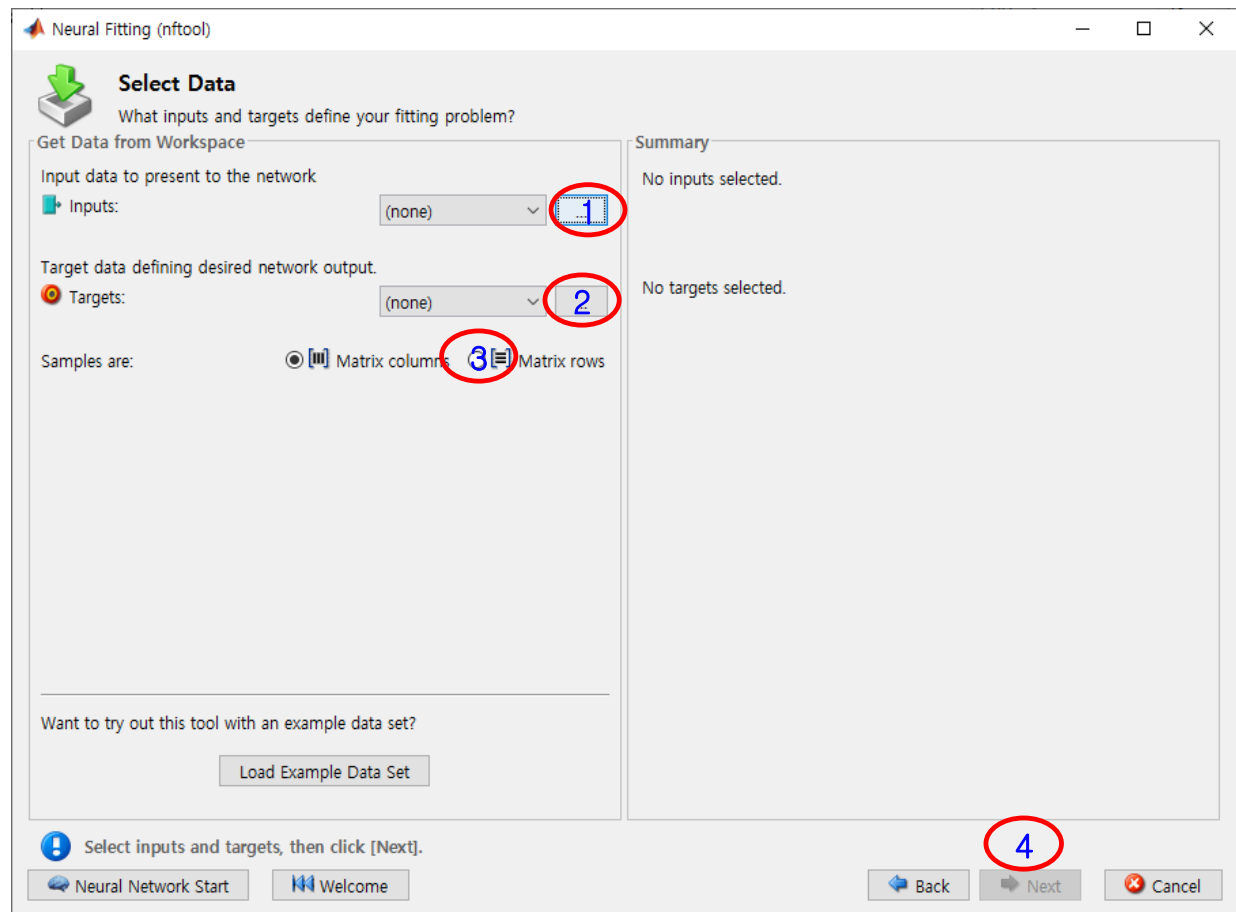 Neural Fitting (nftool)
Select Data
What inputs and targets define your fitting problem?
Get Data from Workspace
Input data to present to the network
Inputs:
(none)
...
1
Target data defining desired network output.
Targets:
(none)
2
Samples are:
Matrix columns
3
Matrix rows
Want to try out this tool with an example data set?
Load Example Data Set
Summary
No inputs selected.
No targets selected.
Select inputs and targets, then click [Next].
4
Neural Network Start
Welcome
Back
Next
Cancel